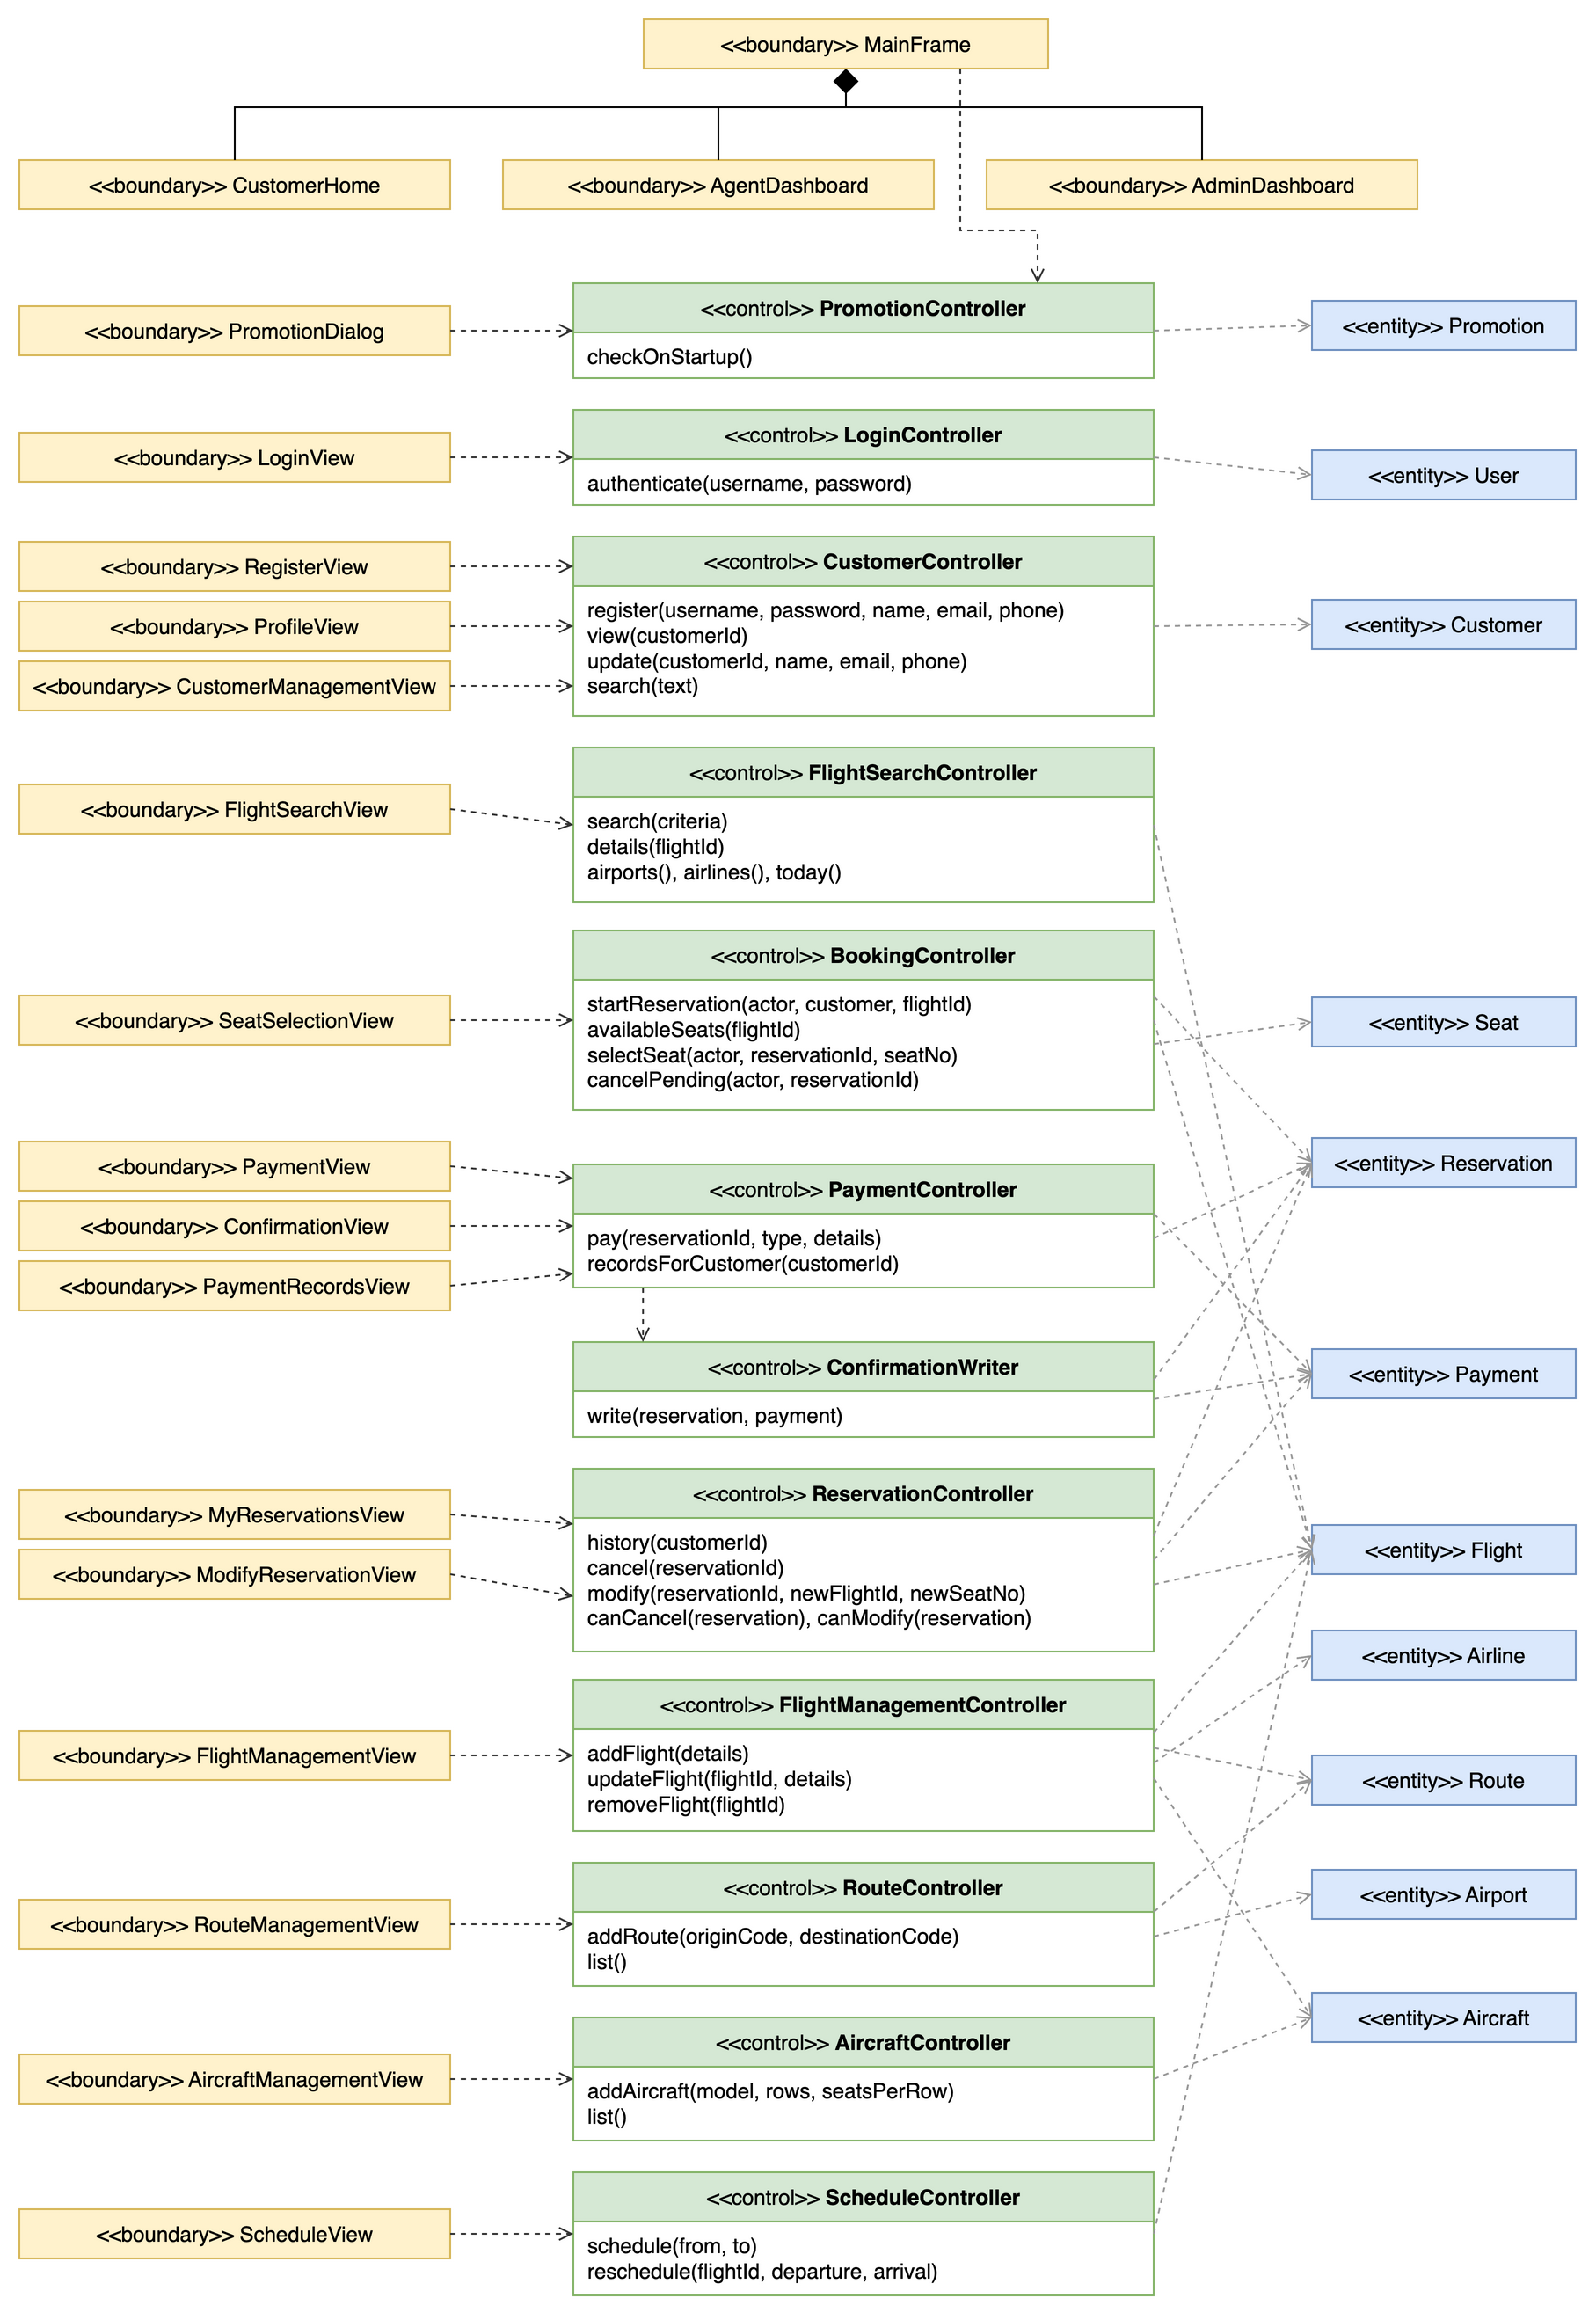 <<boundary>> MainFrame
<<boundary>> CustomerHome
<<boundary>> AgentDashboard
<<boundary>> AdminDashboard
<<boundary>> PromotionDialog
<<control>> PromotionController
checkOnStartup()
<<entity>> Promotion
<<boundary>> LoginView
<<control>> LoginController
authenticate(username, password)
<<entity>> User
<<boundary>> RegisterView
<<boundary>> ProfileView
<<boundary>> CustomerManagementView
<<control>> CustomerController
register(username, password, name, email, phone)
view(customerId)
update(customerId, name, email, phone)
search(text)
<<entity>> Customer
<<boundary>> FlightSearchView
<<control>> FlightSearchController
search(criteria)
details(flightId)
airports(), airlines(), today()
<<boundary>> SeatSelectionView
<<control>> BookingController
startReservation(actor, customer, flightId)
availableSeats(flightId)
selectSeat(actor, reservationId, seatNo)
cancelPending(actor, reservationId)
<<entity>> Seat
<<boundary>> PaymentView
<<boundary>> ConfirmationView
<<boundary>> PaymentRecordsView
<<control>> PaymentController
pay(reservationId, type, details)
recordsForCustomer(customerId)
<<entity>> Reservation
<<control>> ConfirmationWriter
write(reservation, payment)
<<entity>> Payment
<<boundary>> MyReservationsView
<<boundary>> ModifyReservationView
<<control>> ReservationController
history(customerId)
cancel(reservationId)
modify(reservationId, newFlightId, newSeatNo)
canCancel(reservation), canModify(reservation)
<<entity>> Flight
<<entity>> Airline
<<boundary>> FlightManagementView
<<control>> FlightManagementController
addFlight(details)
updateFlight(flightId, details)
removeFlight(flightId)
<<entity>> Route
<<boundary>> RouteManagementView
<<control>> RouteController
addRoute(originCode, destinationCode)
list()
<<entity>> Airport
<<entity>> Aircraft
<<boundary>> AircraftManagementView
<<control>> AircraftController
addAircraft(model, rows, seatsPerRow)
list()
<<boundary>> ScheduleView
<<control>> ScheduleController
schedule(from, to)
reschedule(flightId, departure, arrival)